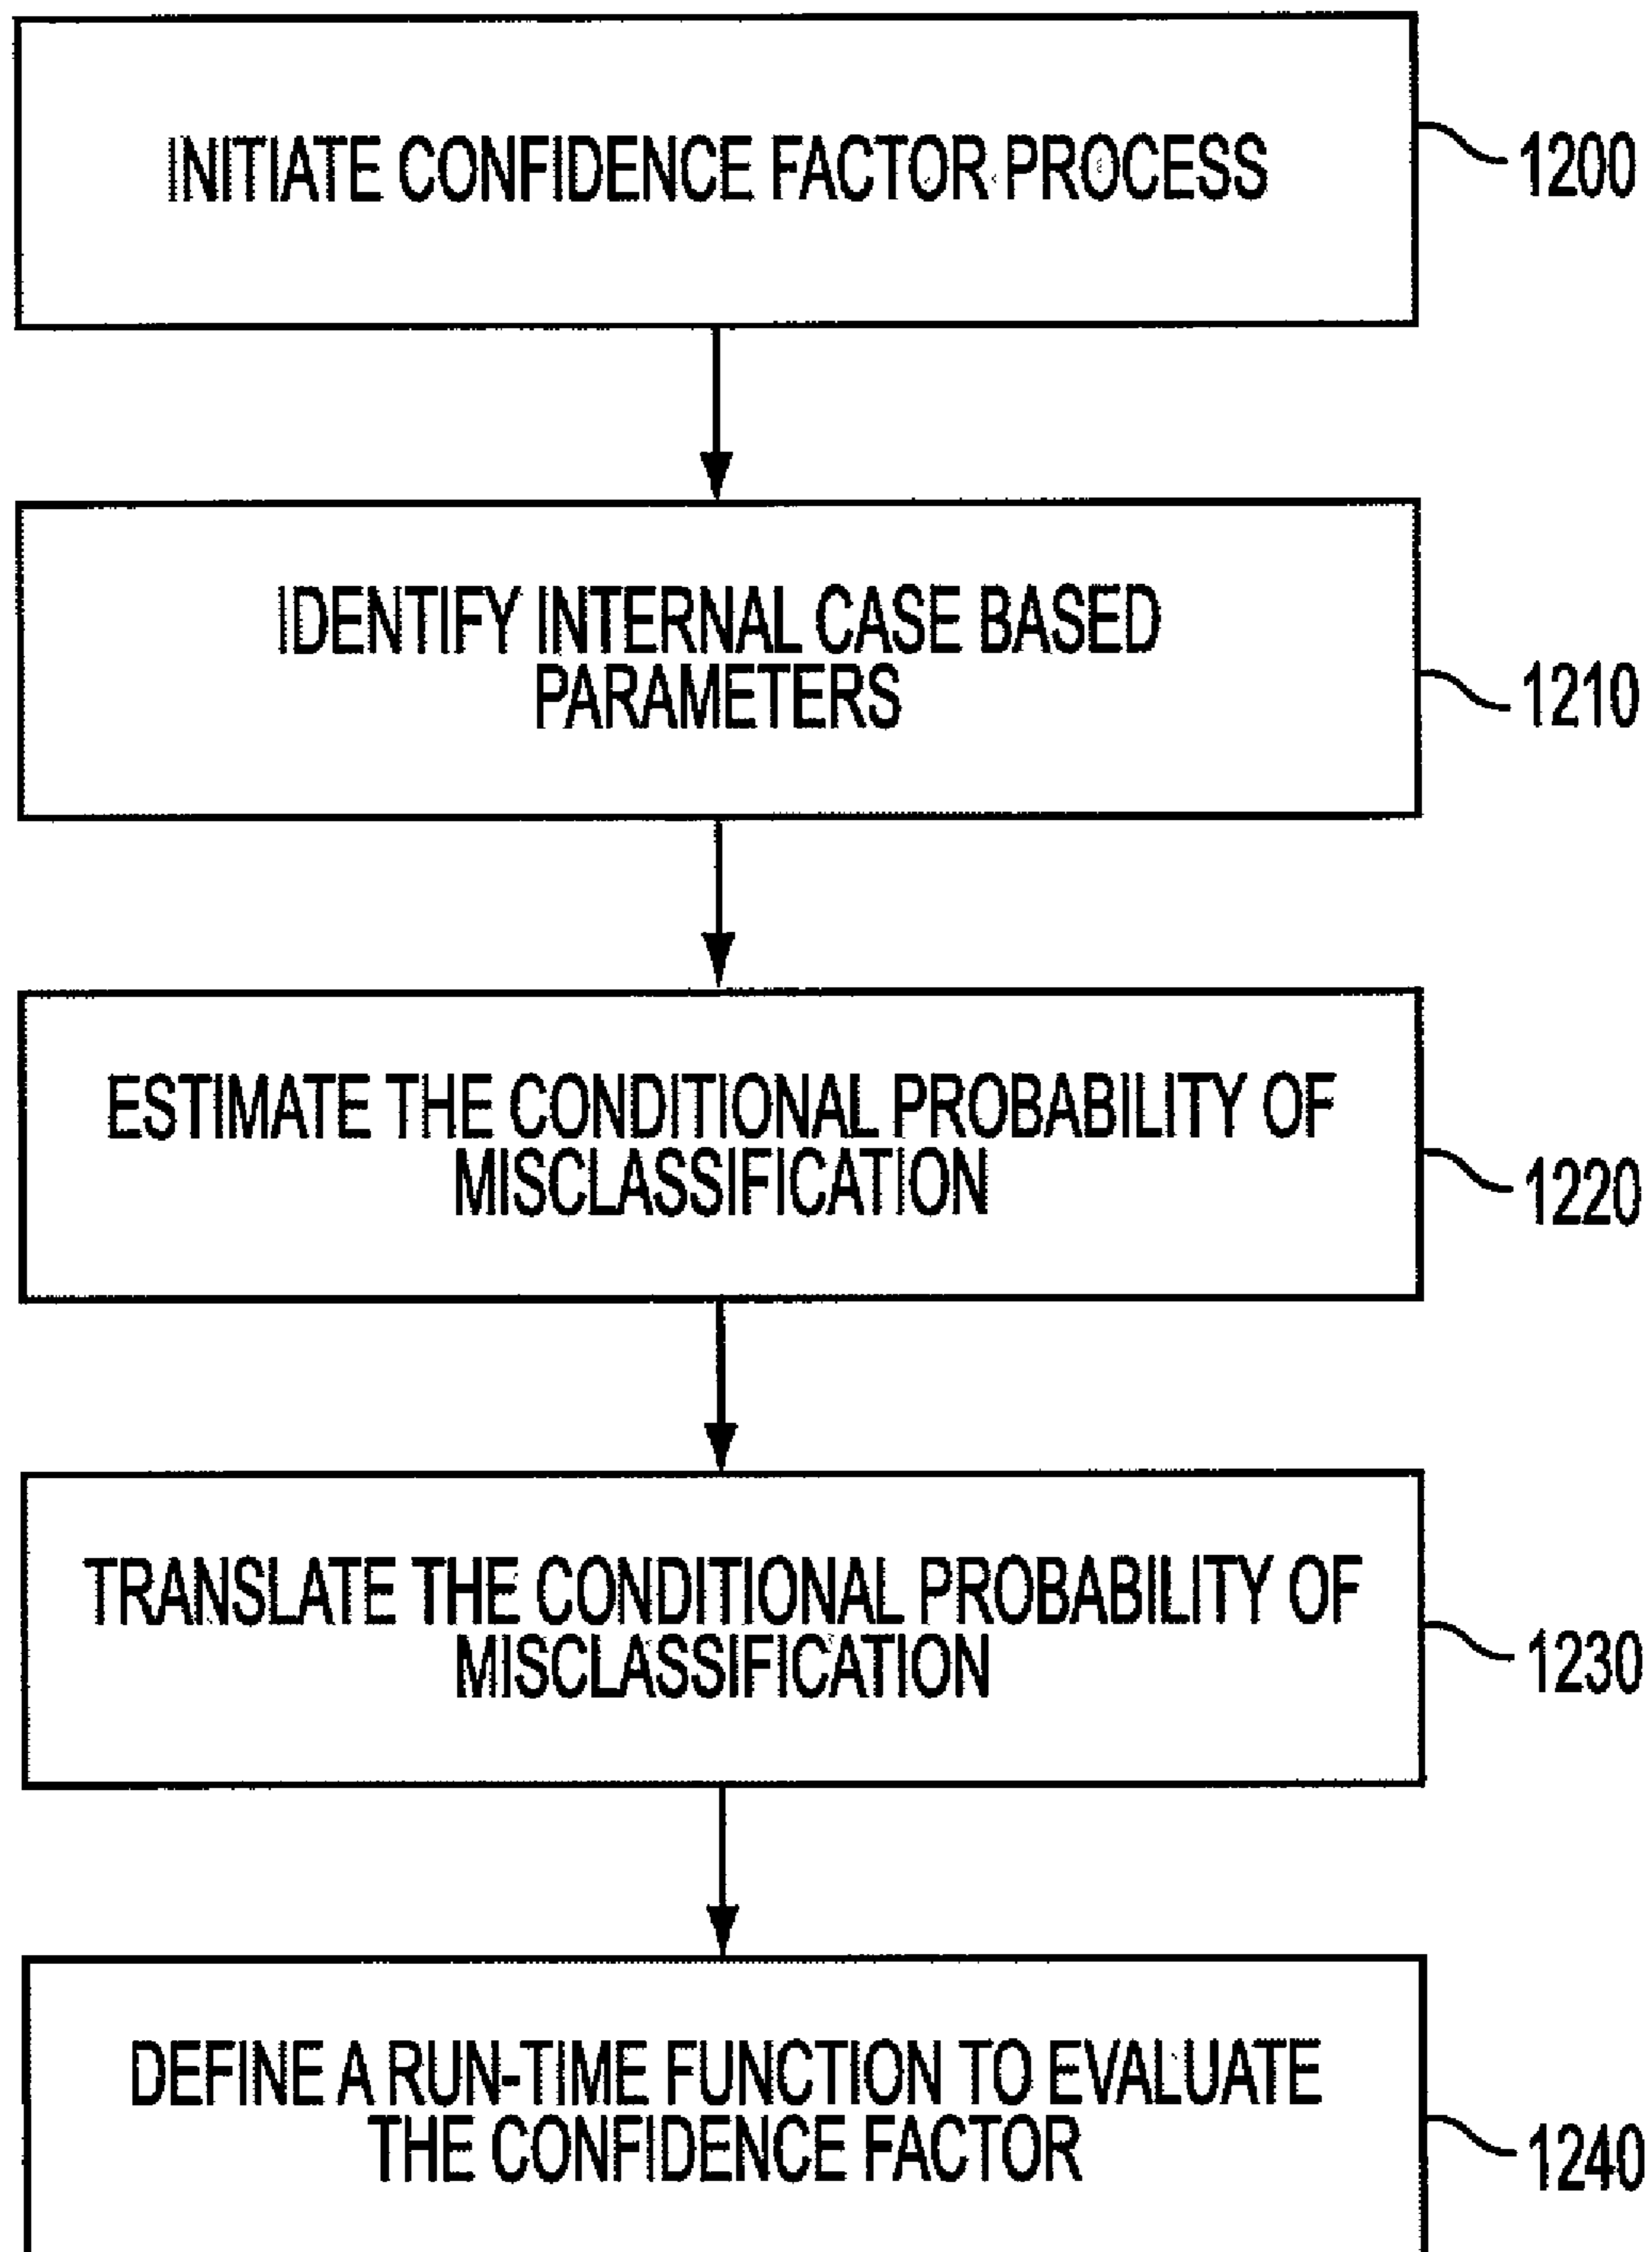 INITIATE CONFIDENCE FACTOR PROCESS
1200
IDENTIFY INTERNAL CASE BASED
PARAMETERS
1210
ESTIMATE THE CONDITIONAL PROBABILITY OF
MISCLASSIFICATION
1220
TRANSLATE THE CONDITIONAL PROBABILITY OF
MISCLASSIFICATION
1230
DEFINE A RUN-TIME FUNCTION TO EVALUATE
THE CONFIDENCE FACTOR
1240